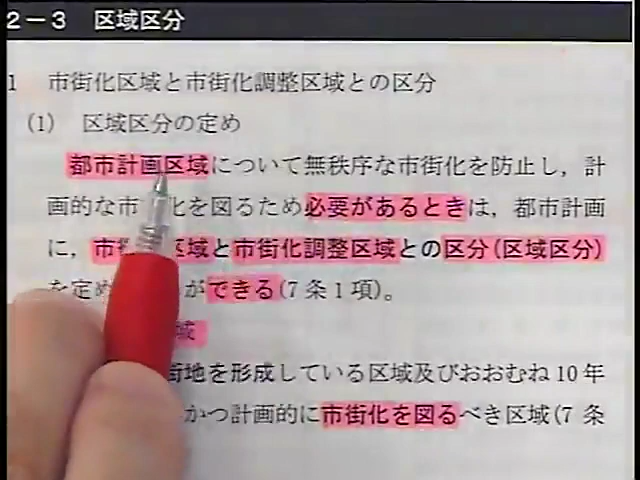 2－3 区域区分
1 市街化区域と市街化調整区域との区分
(1) 区域区分の定め
都市計画区域について無秩序な市街化を防止し，計
画的な市 化を図るため必要があるときは，都市計画
に，市 区域と市街化調整区域との区分(区域区分)
を定め が できる(7条1項)。
域
街地を形成している区域及びおおむね10年
かつ計画的に市街化を図るべき区域(7条